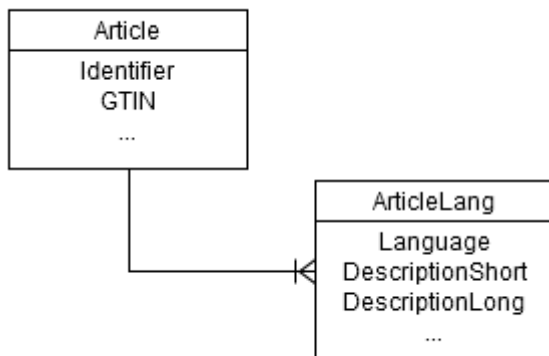 Article
Identifier
GTIN
...
ArticleLang
Language
DescriptionShort
DescriptionLong
...